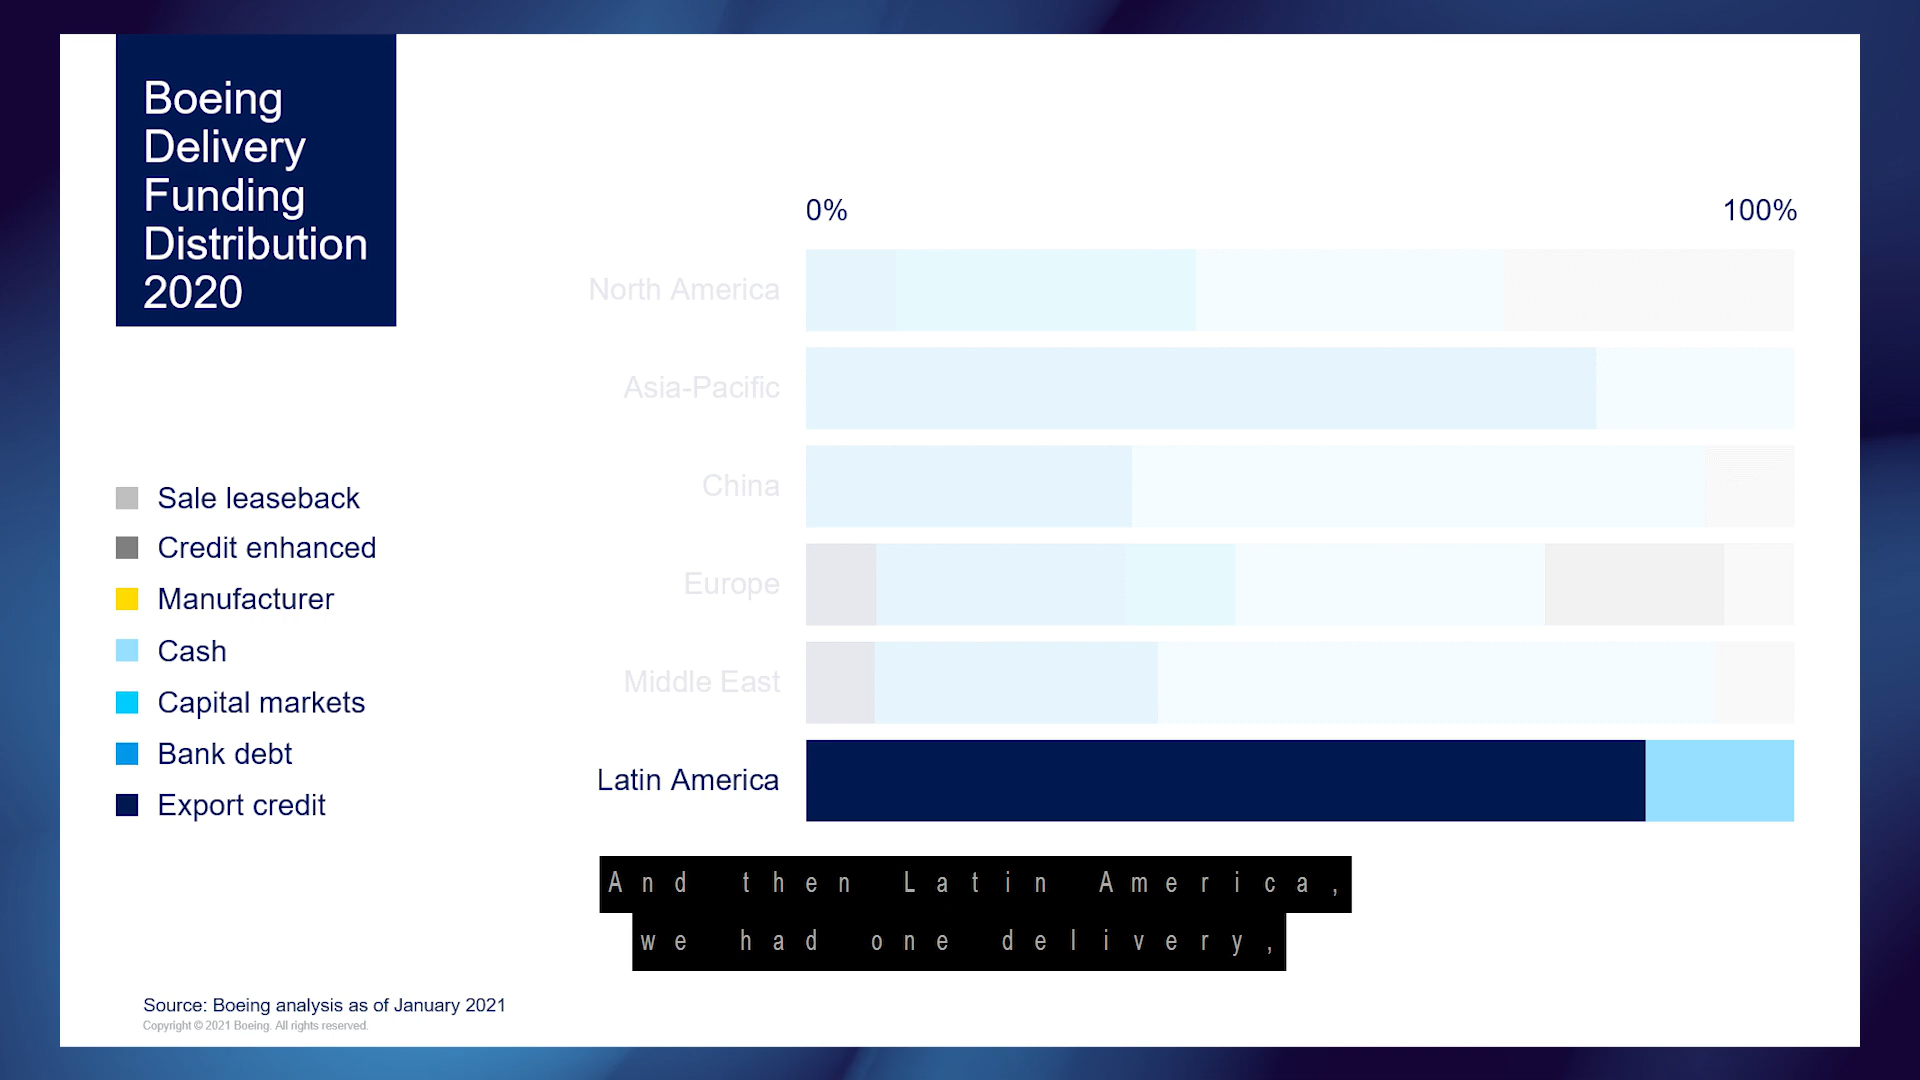 Boeing
Delivery
Funding
Distribution
2020
0%
100%
North America
Asia-Pacific
China
Europe
Middle East
Latin America
Sale leaseback
Credit enhanced
Manufacturer
Cash
Capital markets
Bank debt
Export credit
And then Latin America,
we had one delivery,
Source: Boeing analysis as of January 2021
Copyright © 2021 Boeing. All rights reserved.